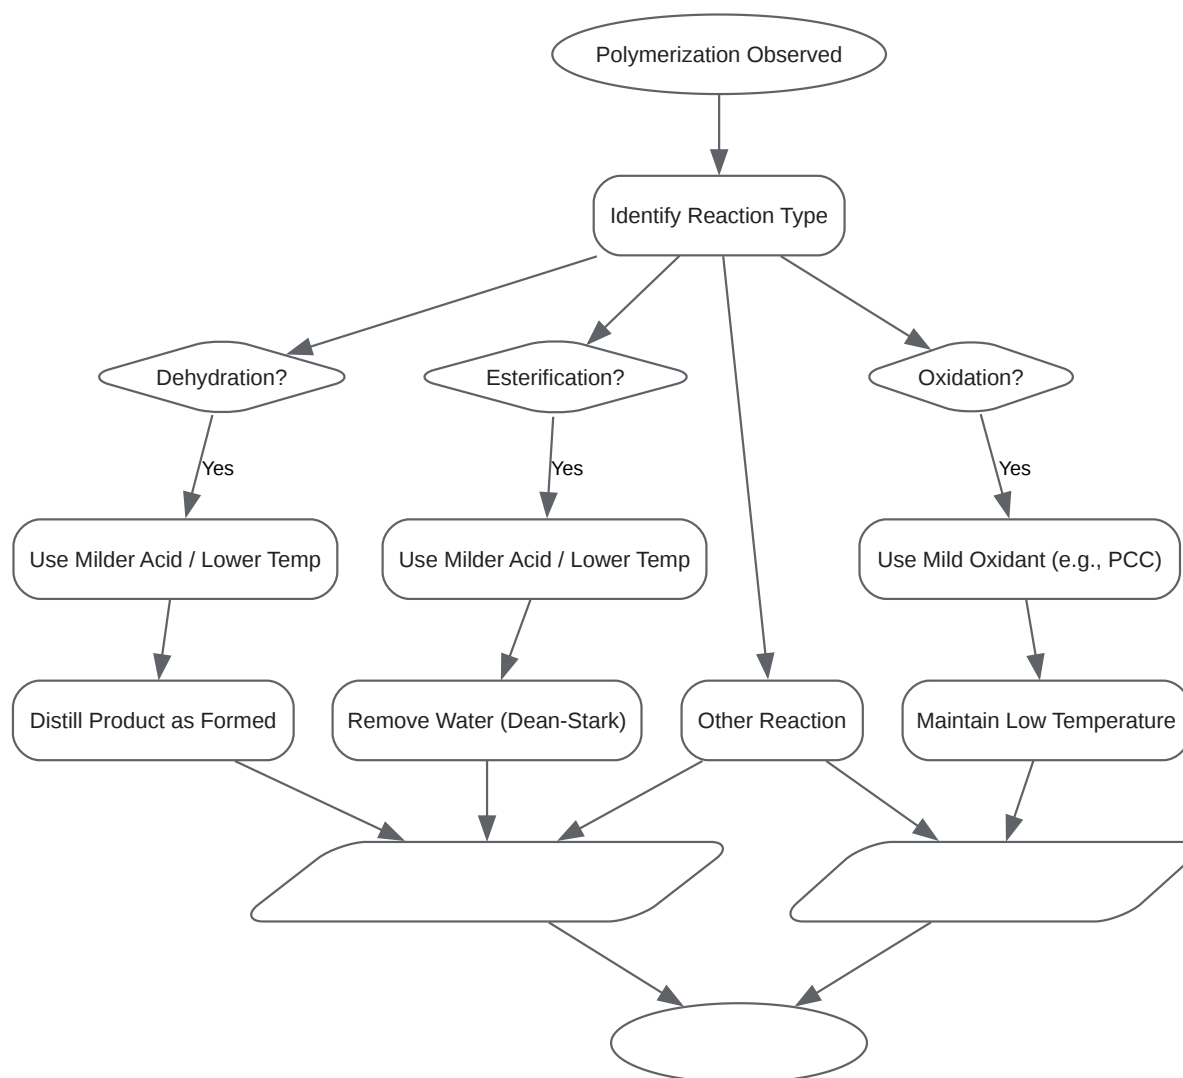 Polymerization Observed
Identify Reaction Type
Dehydration?
Esterification?
Oxidation?
Yes
Yes
Yes
Use Milder Acid / Lower Temp
Use Milder Acid / Lower Temp
Use Mild Oxidant (e.g., PCC)
Distill Product as Formed
Remove Water (Dean-Stark)
Other Reaction
Maintain Low Temperature